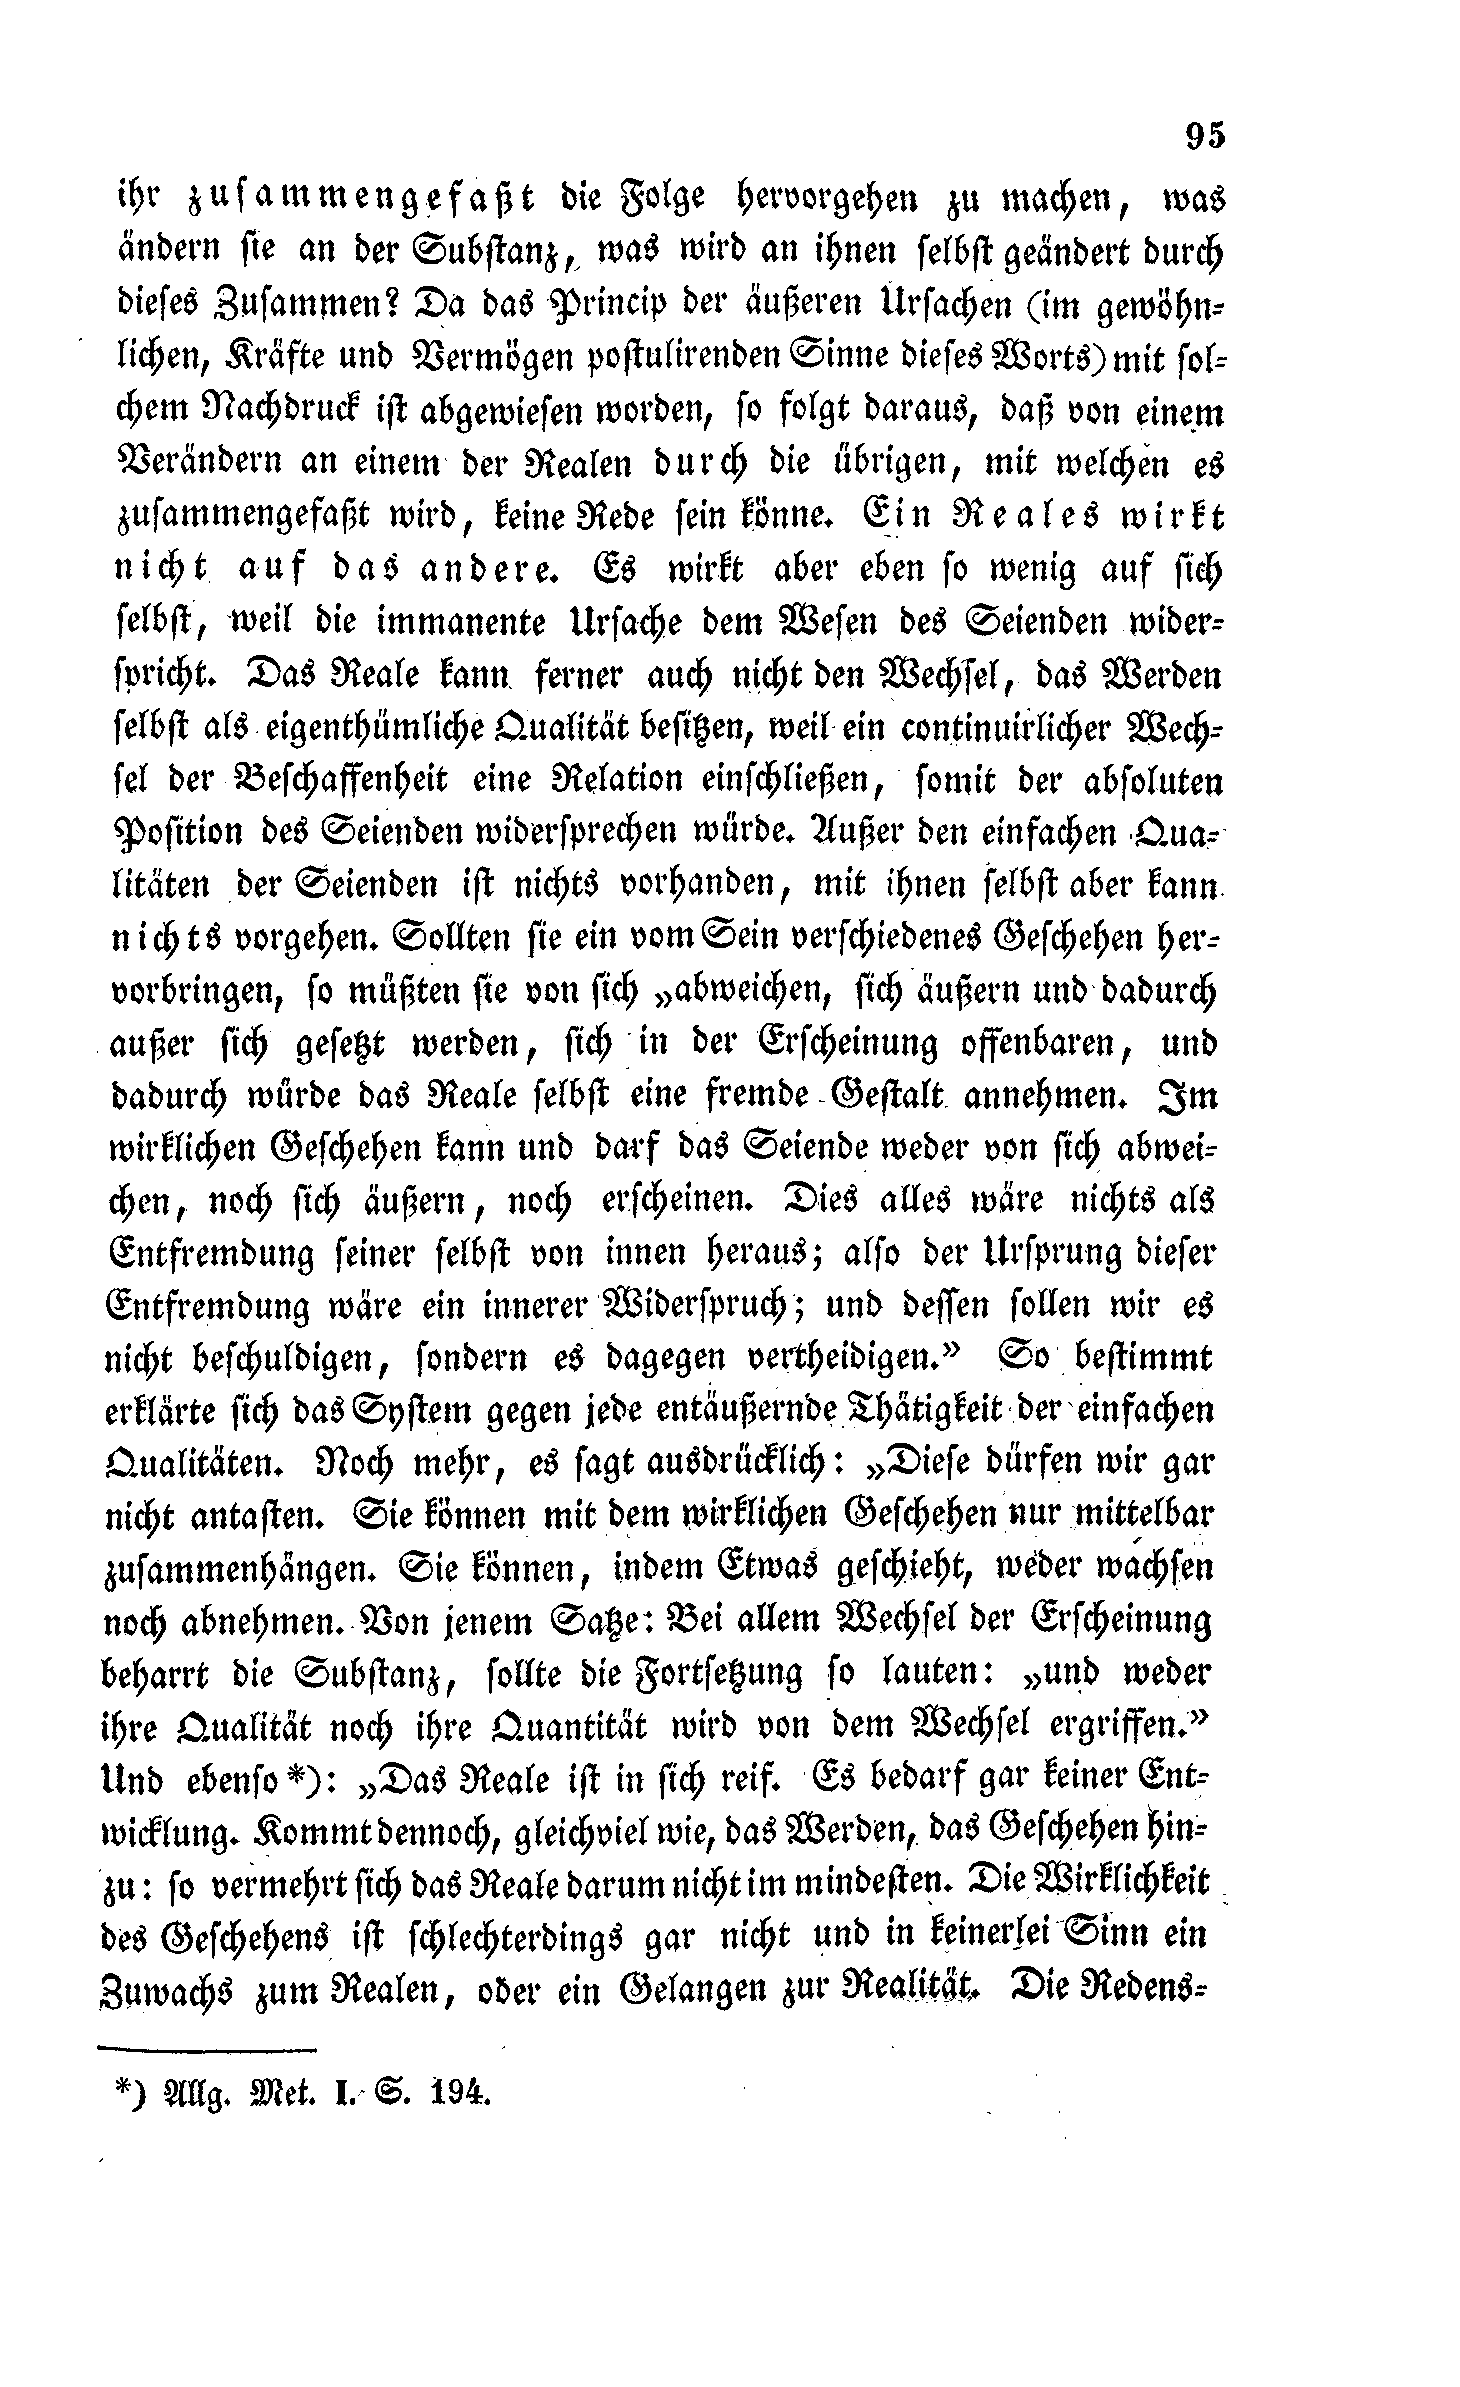 95
ihr zusammengefaßt die Folge hervorgehen zu machen, was
ändern sie an der Substanz, was wird an ihnen selbst geändert durch
dieses Zusammen? Da das Princip der äußeren Ursachen (im gewöhn-
lichen, Kräfte und Vermögen postulirenden Sinne dieses Worts) mit sol-
chem Nachdruck ist abgewiesen worden, so folgt daraus, daß von einem
Verändern an einem der Realen durch die übrigen, mit welchen es
zusammengefaßt wird, keine Rede sein könne. Ein Reales wirkt
nicht auf das andere. Es wirkt aber eben so wenig auf sich
selbst, weil die immanente Ursache dem Wesen des Seienden wider-
spricht. Das Reale kann ferner auch nicht den Wechsel, das Werden
selbst als eigenthümliche Qualität besitzen, weil ein continuirlicher Wech-
sel der Beschaffenheit eine Relation einschließen, somit der absoluten
Position des Seienden widersprechen würde. Außer den einfachen Qua-
litäten der Seienden ist nichts vorhanden, mit ihnen selbst aber kann
nichts vorgehen. Sollten sie ein vom Sein verschiedenes Geschehen her-
vorbringen, so müßten sie von sich „abweichen, sich äußern und dadurch
außer sich gesetzt werden, sich in der Erscheinung offenbaren, und
dadurch würde das Reale selbst eine fremde Gestalt annehmen. Im
wirklichen Geschehen kann und darf das Seiende weder von sich abwei-
chen, noch sich äußern, noch erscheinen. Dies alles wäre nichts als
Entfremdung seiner selbst von innen heraus; also der Ursprung dieser
Entfremdung wäre ein innerer Widerspruch; und dessen sollen wir es
nicht beschuldigen, sondern es dagegen vertheidigen.” So bestimmt
erklärte sich das System gegen jede entäußernde Thätigkeit der einfachen
Qualitäten. Noch mehr, es sagt ausdrücklich: „Diese dürfen wir gar
nicht antasten. Sie können mit dem wirklichen Geschehen nur mittelbar
zusammenhängen. Sie können, indem Etwas geschieht, weder wachsen
noch abnehmen. Von jenem Satze: Bei allem Wechsel der Erscheinung
beharrt die Substanz, sollte die Fortsetzung so lauten: „und weder
ihre Qualität noch ihre Quantität wird von dem Wechsel ergriffen.”
Und ebenso*): „Das Reale ist in sich reif. Es bedarf gar keiner Ent-
wicklung. Kommt dennoch, gleichviel wie, das Werden, das Geschehen hin-
zu: so vermehrt sich das Reale darum nicht im mindesten. Die Wirklichkeit
des Geschehens ist schlechterdings gar nicht und in keinerlei Sinn ein
Zuwachs zum Realen, oder ein Gelangen zur Realität. Die Redens-
*) Allg. Met. I. S. 194.